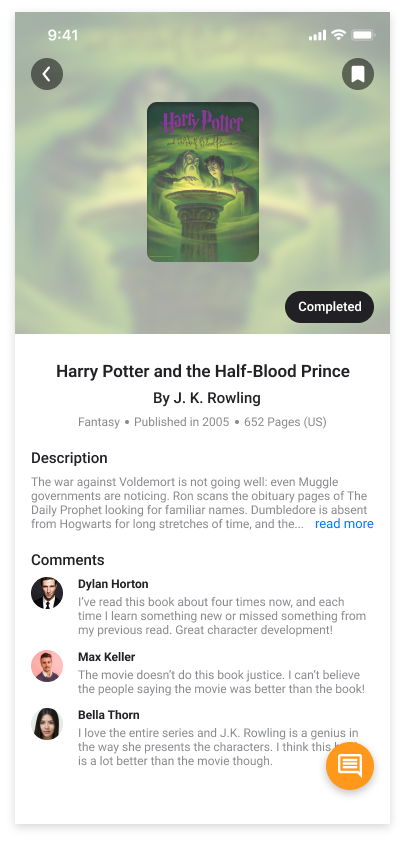 9:41
Harry Potter
Completed
Harry Potter and the Half-Blood Prince
By J. K. Rowling
Fantasy • Published in 2005 • 652 Pages (US)
Description
The war against Voldemort is not going well: even Muggle
governments are noticing. Ron scans the obituary pages of The
Daily Prophet looking for familiar names. Dumbledore is absent
from Hogwarts for long stretches of time, and the... read more
Comments
Dylan Horton
I've read this book about four times now, and each
time I learn something new or missed something from
my previous read. Great character development!
Max Keller
The movie doesn't do this book justice. I can't believe
the people saying the movie was better than the book!
Bella Thorn
I love the entire series and J.K. Rowling is a genius in
the way she presents the characters. I think this
is a lot better than the movie though.